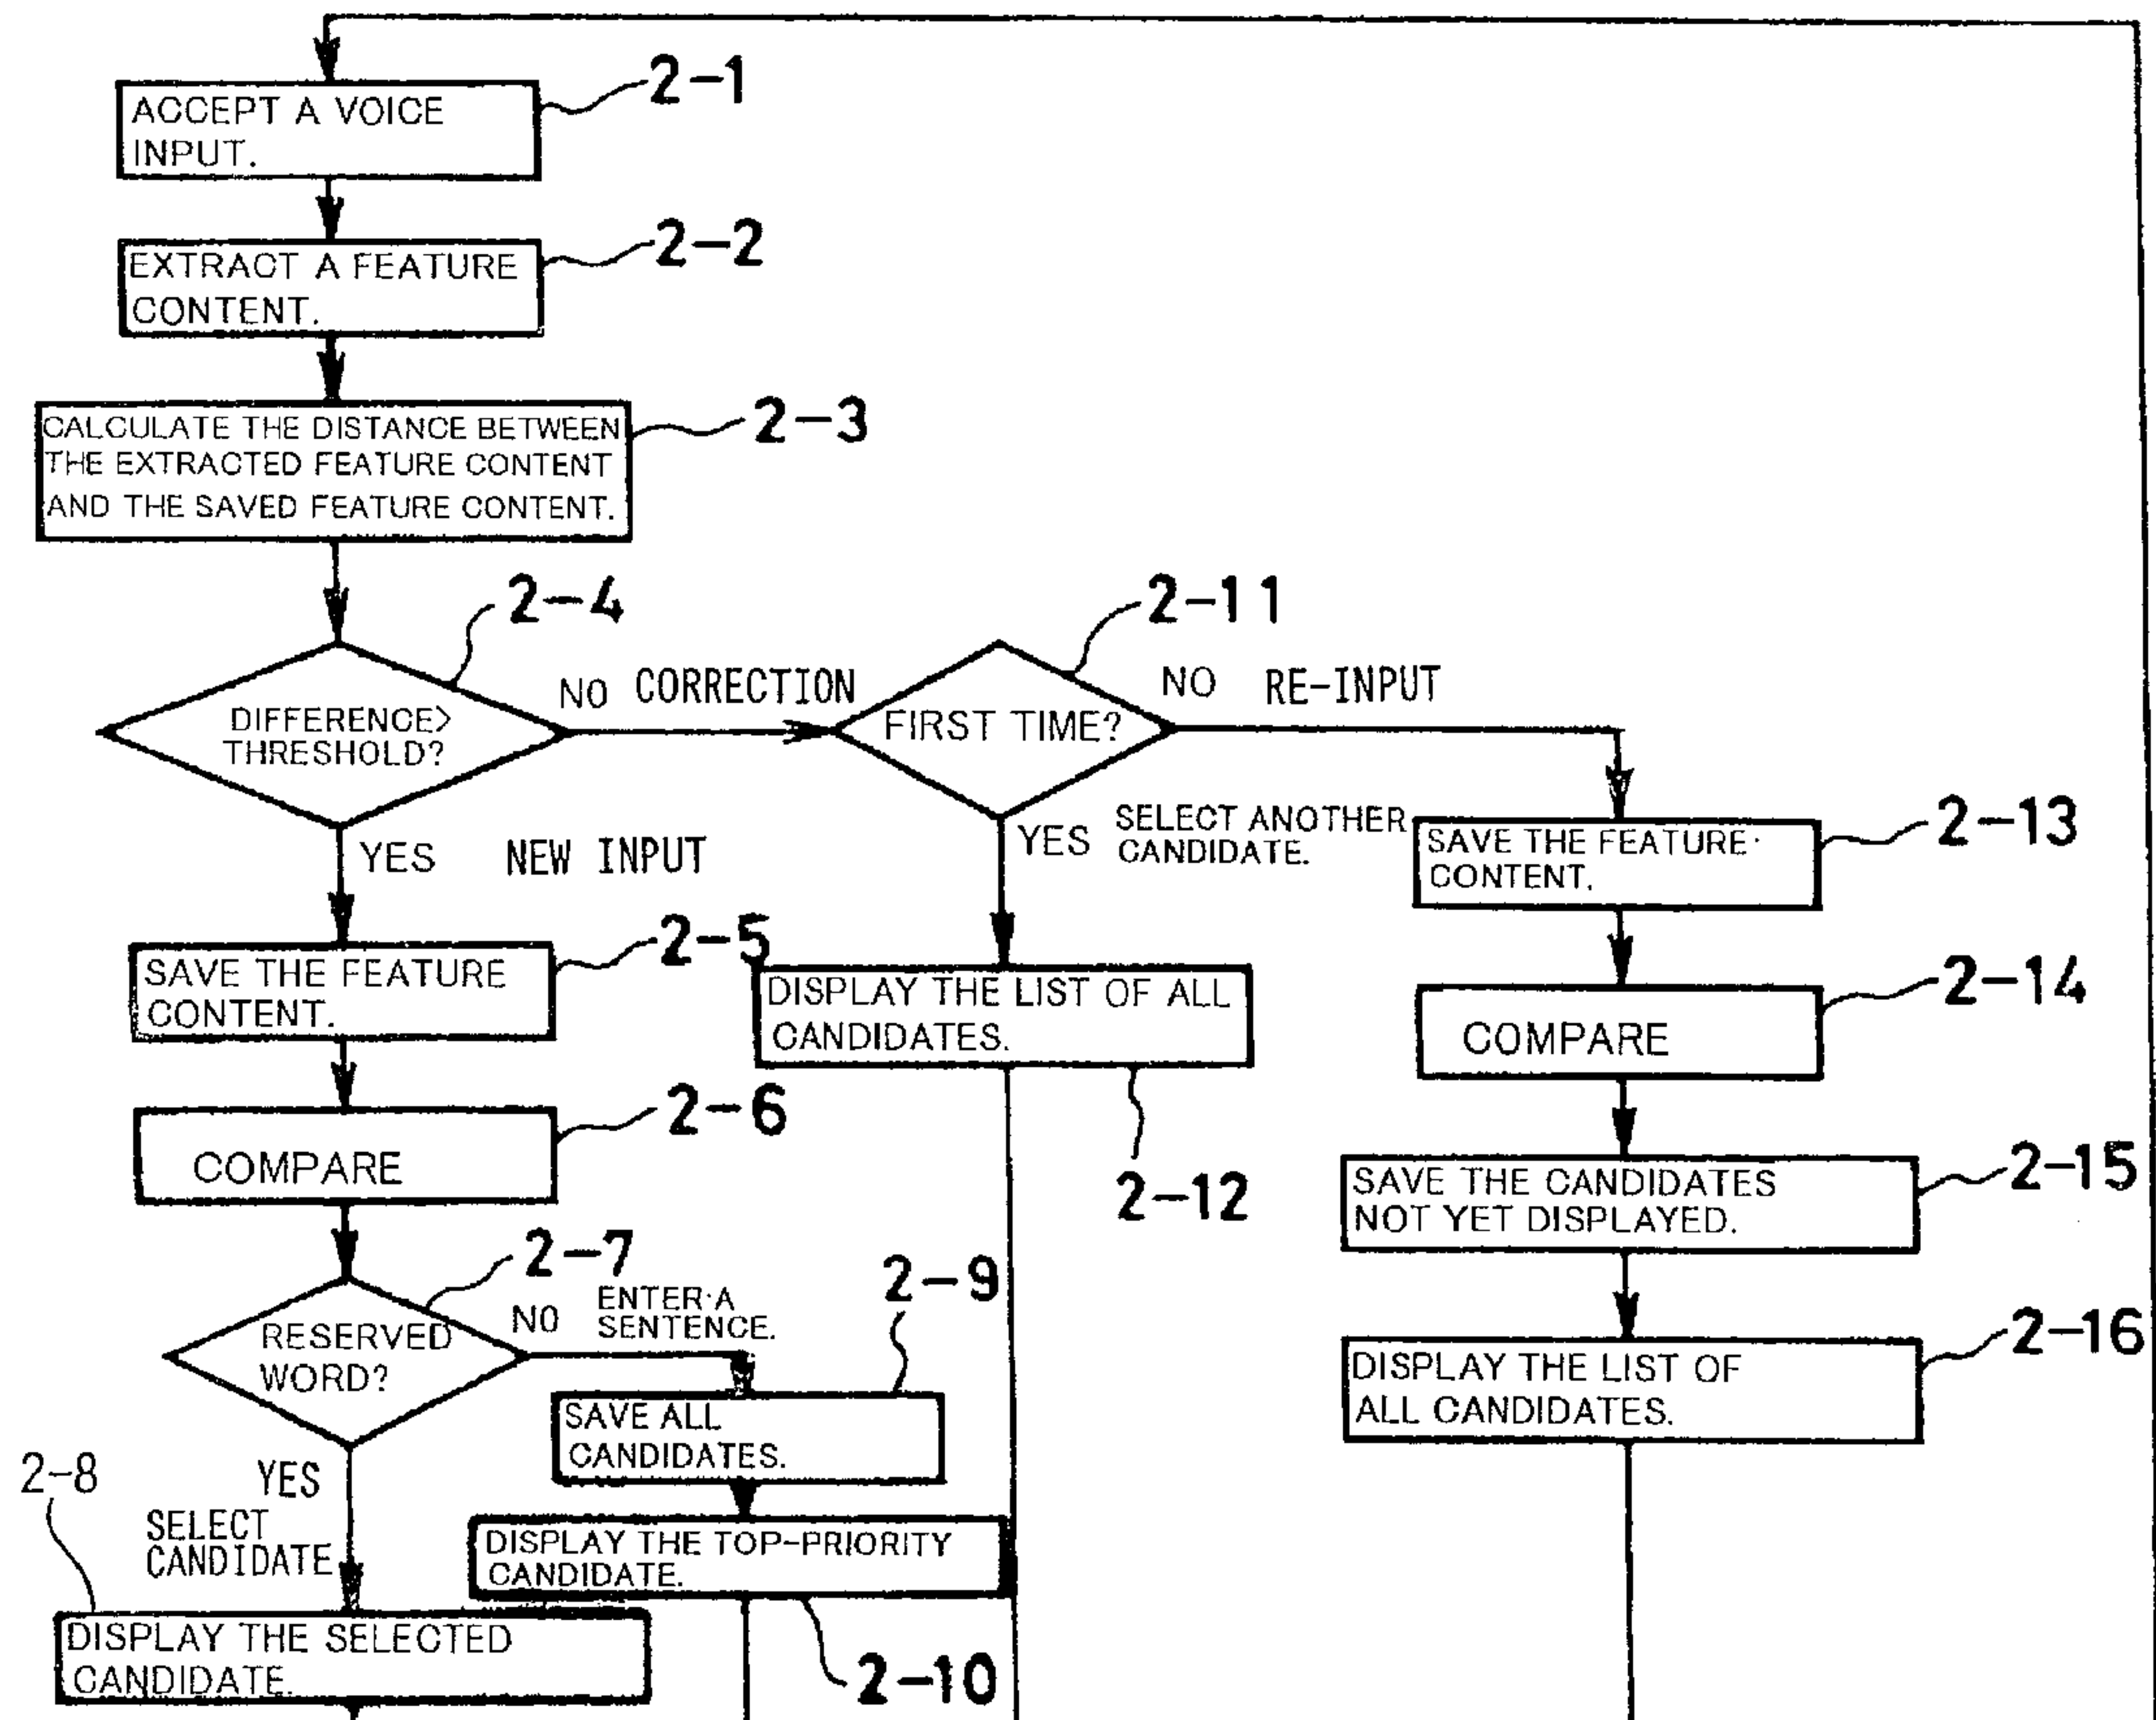 2-1
ACCEPT A VOICE
INPUT.
2-2
EXTRACT A FEATURE
CONTENT.
2-3
CALCULATE THE DISTANCE BETWEEN
THE EXTRACTED FEATURE CONTENT
AND THE SAVED FEATURE CONTENT.
2-4
DIFFERENCE>
THRESHOLD?
NO CORRECTION
2-11
FIRST TIME?
NO RE-INPUT
YES NEW INPUT
YES SELECT ANOTHER
CANDIDATE.
2-13
SAVE THE FEATURE
CONTENT.
2-5
SAVE THE FEATURE
CONTENT.
DISPLAY THE LIST OF ALL
CANDIDATES.
2-12
2-14
COMPARE
2-6
COMPARE
2-15
SAVE THE CANDIDATES
NOT YET DISPLAYED.
2-7
RESERVED
WORD?
NO ENTER A
SENTENCE.
2-9
SAVE ALL
CANDIDATES.
2-16
DISPLAY THE LIST OF
ALL CANDIDATES.
2-8
YES
SELECT
CANDIDATE
DISPLAY THE TOP-PRIORITY
CANDIDATE.
2-10
DISPLAY THE SELECTED
CANDIDATE.